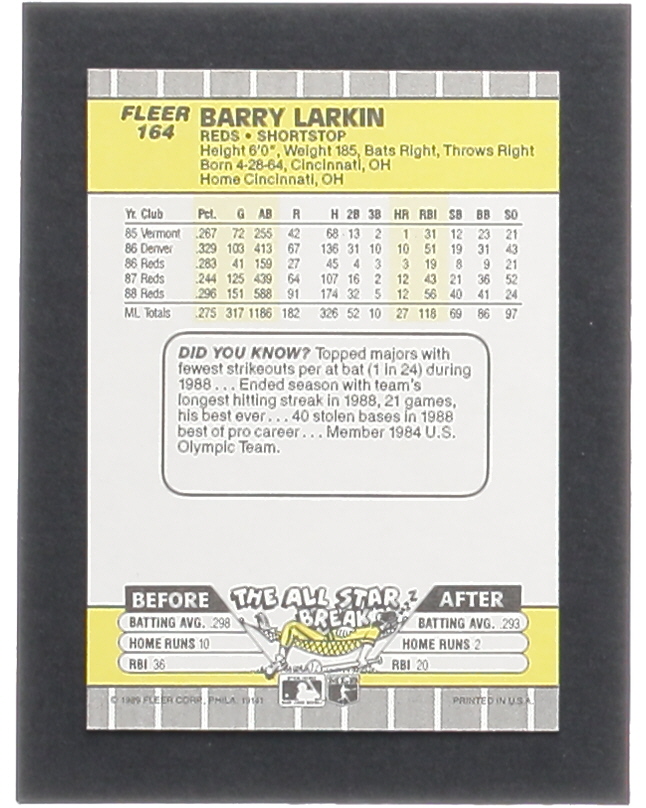 FLEER
164
BARRY LARKIN
REDS • SHORTSTOP
Height 6'0", Weight 185, Bats Right, Throws Right
Born 4-28-64, Cincinnati, OH
Home Cincinnati, OH
Yr. Club Pct. G AB R H 2B 3B HR RBI SB BB SO
85 Vermont .267 72 255 42 68 13 2 1 31 12 23 21
86 Denver .329 103 413 67 136 31 10 10 51 19 31 43
86 Reds .283 41 159 27 45 4 3 3 19 8 9 21
87 Reds .244 125 439 64 107 16 2 12 43 21 36 52
88 Reds .296 151 588 91 174 32 5 12 56 40 41 24
ML Totals .275 317 1186 182 326 52 10 27 118 69 86 97
DID YOU KNOW? Topped majors with
fewest strikeouts per at bat (1 in 24) during
1988 . . . Ended season with team's
longest hitting streak in 1988, 21 games,
his best ever . . . 40 stolen bases in 1988
best of pro career . . . Member 1984 U.S.
Olympic Team.
BEFORE THE ALL STAR BREAK AFTER
BATTING AVG. .298 BATTING AVG. .293
HOME RUNS 10 HOME RUNS 2
RBI 36 RBI 20
© 1989 FLEER CORP., PHILA. 19141 PRINTED IN U.S.A.